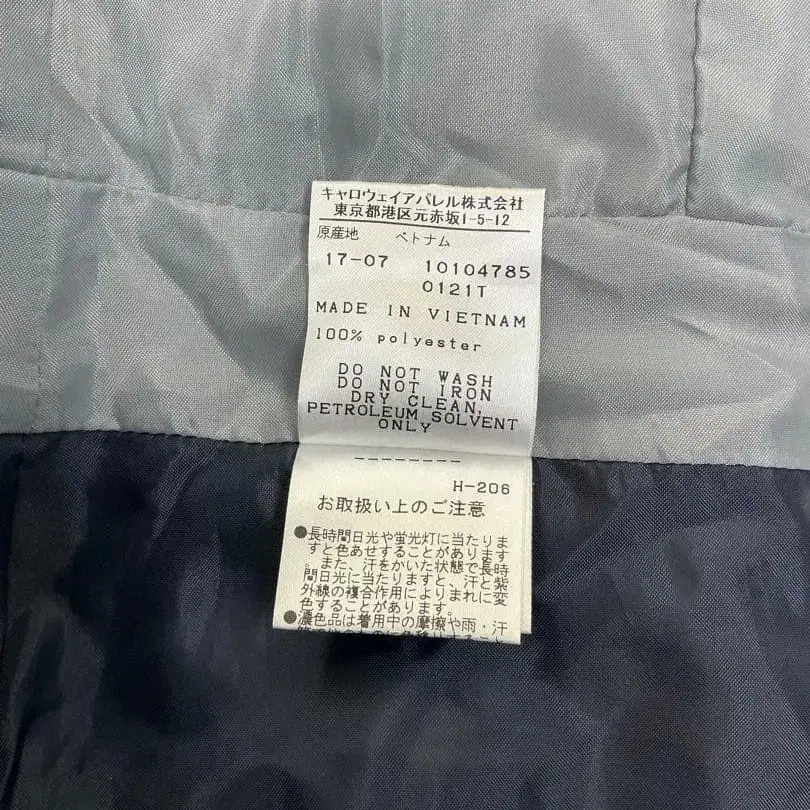 キャロウェイアパレル株式会社
東京都港区元赤坂1-5-12
原産地 ベトナム
17-07 10104785
0121T
MADE IN VIETNAM
100% polyester
DO NOT WASH
DO NOT IRON
DRY CLEAN,
PETROLEUM SOLVENT
ONLY
--------
H-206
お取扱い上のご注意
●長時間日光や蛍光灯に当たりま
すと色あせすることがあります
。また、汗をかいた状態で長時
間日光に当たりますと、汗と紫
外線の複合作用によりまれに変
色することがあります。
●濃色品は着用中の摩擦や雨・汗